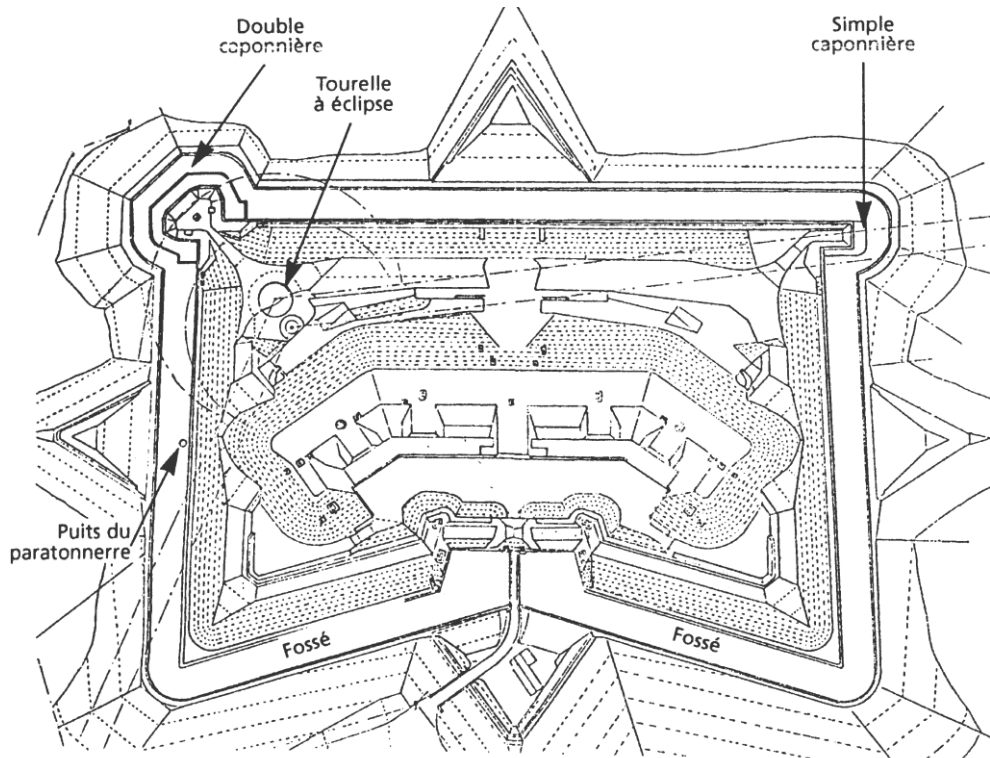 Double
caponnière
Simple
caponnière
Tourelle
à éclipse
Puits du
paratonnerre
Fossé
Fossé